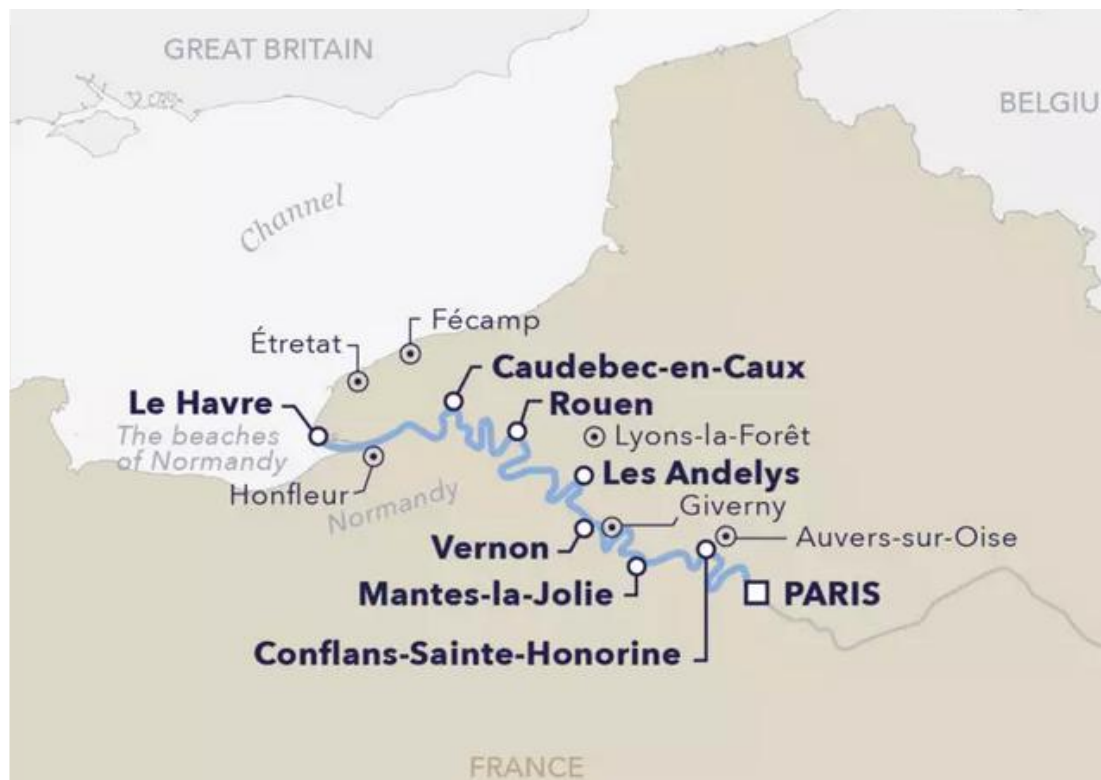 GREAT BRITAIN
BELGIU
Channel
Fécamp
Étretat
Caudebec-en-Caux
Le Havre
Rouen
The beaches
of Normandy
Lyons-la-Forêt
Les Andelys
Honfleur
Normandy
Giverny
Vernon
Auvers-sur-Oise
Mantes-la-Jolie
PARIS
Conflans-Sainte-Honorine
FRANCE